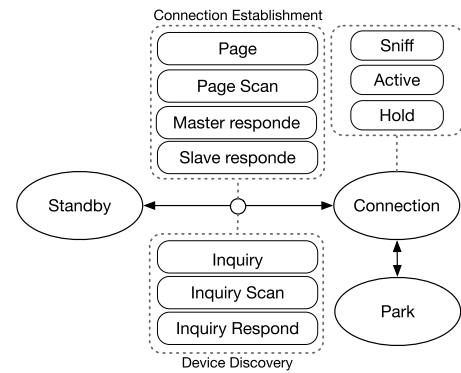 Connection Establishment
Page
Page Scan
Master responde
Slave responde
Sniff
Active
Hold
Standby
Connection
Inquiry
Inquiry Scan
Inquiry Respond
Park
Device Discovery